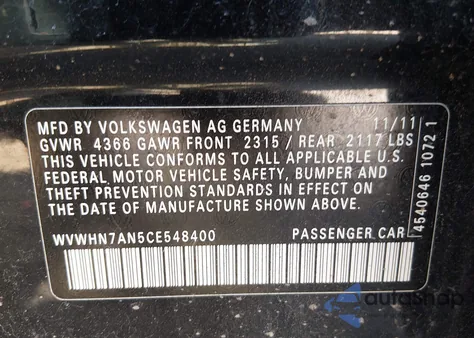 MFD BY VOLKSWAGEN AG GERMANY 11/11
GVWR 4366 GAWR FRONT 2315 / REAR 2117 LBS
THIS VEHICLE CONFORMS TO ALL APPLICABLE U.S.
FEDERAL MOTOR VEHICLE SAFETY, BUMPER AND
THEFT PREVENTION STANDARDS IN EFFECT ON
THE DATE OF MANUFACTURE SHOWN ABOVE.
WVWHN7AN5CE548400 PASSENGER CAR
4540646 1072 1
autoSnap